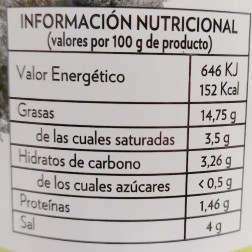 INFORMACIÓN NUTRICIONAL
(valores por 100 g de producto)
Valor Energético 646 KJ
152 Kcal
Grasas 14,75 g
de las cuales saturadas 3,5 g
Hidratos de carbono 3,26 g
de los cuales azúcares < 0,5 g
Proteínas 1,46 g
Sal 4 g